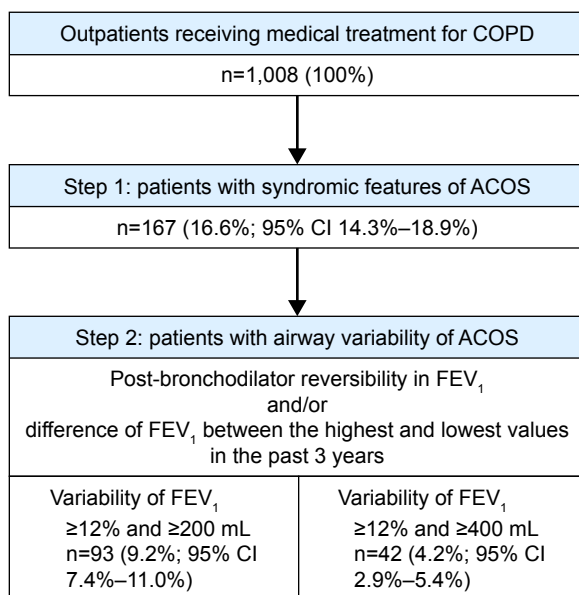 Outpatients receiving medical treatment for COPD
n=1,008 (100%)
Step 1: patients with syndromic features of ACOS
n=167 (16.6%; 95% CI 14.3%–18.9%)
Step 2: patients with airway variability of ACOS
Post-bronchodilator reversibility in FEV₁
and/or
difference of FEV₁ between the highest and lowest values
in the past 3 years
Variability of FEV₁
≥12% and ≥200 mL
n=93 (9.2%; 95% CI
7.4%–11.0%)
Variability of FEV₁
≥12% and ≥400 mL
n=42 (4.2%; 95% CI
2.9%–5.4%)